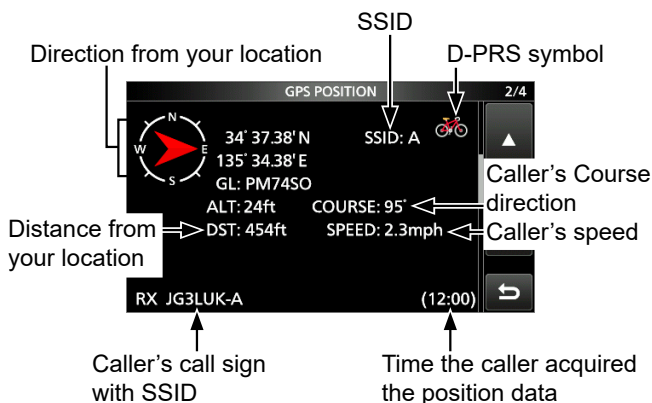 SSID
Direction from your location
D-PRS symbol
GPS POSITION
2/4
N
W
E
S
34°37.38'N
SSID: A
135°34.38'E
GL: PM74SO
ALT: 24ft
COURSE: 95°
DST: 454ft
SPEED: 2.3mph
Caller's Course
direction
Caller's speed
Distance from
your location
RX JG3LUK-A
(12:00)
Caller's call sign
with SSID
Time the caller acquired
the position data